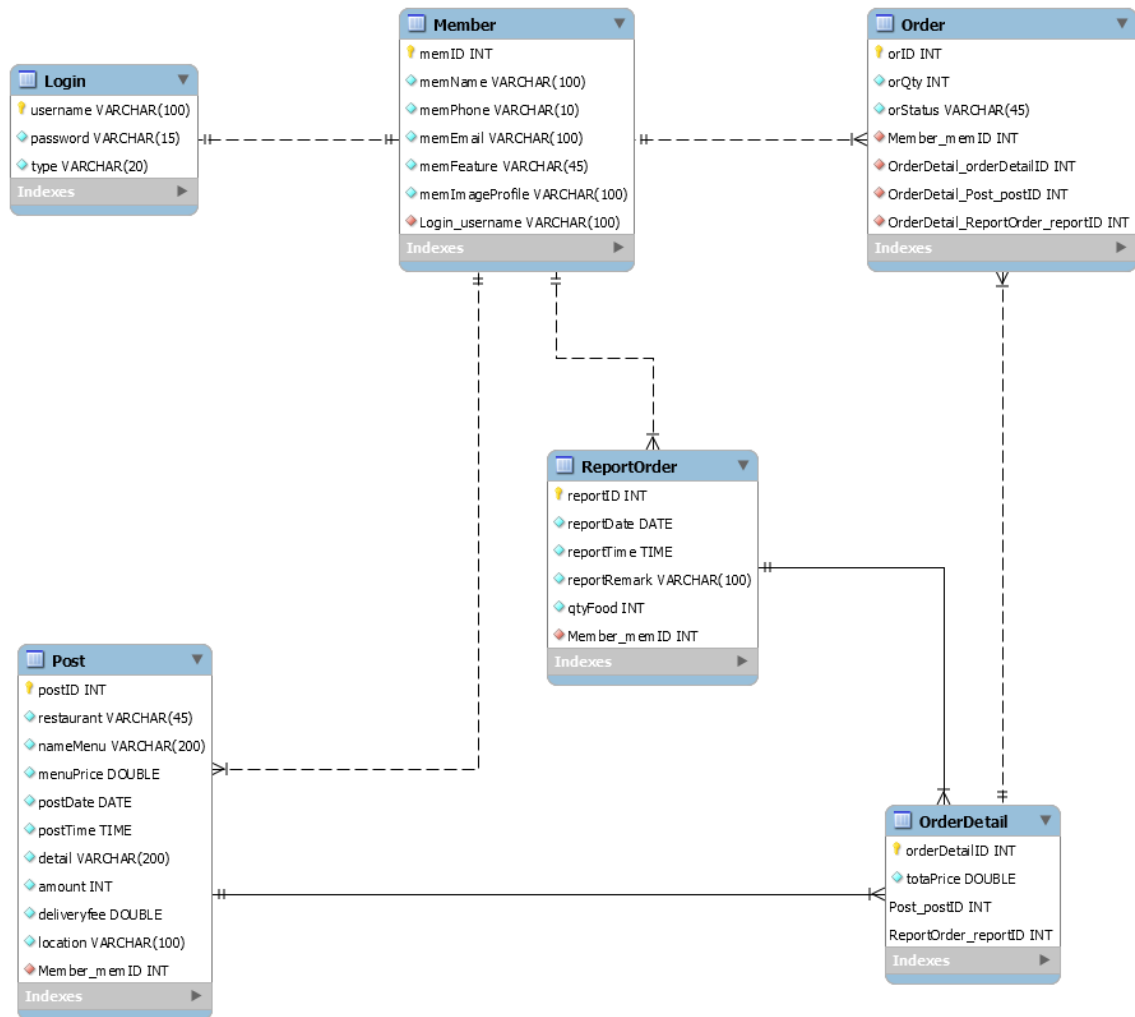 Login
username VARCHAR(100)
password VARCHAR(15)
type VARCHAR(20)
Indexes
Member
memID INT
memName VARCHAR(100)
memPhone VARCHAR(10)
memEmail VARCHAR(100)
memFeature VARCHAR(45)
memImageProfile VARCHAR(100)
Login_username VARCHAR(100)
Indexes
Order
orID INT
orQty INT
orStatus VARCHAR(45)
Member_memID INT
OrderDetail_orderDetailID INT
OrderDetail_Post_postID INT
OrderDetail_ReportOrder_reportID INT
Indexes
ReportOrder
reportID INT
reportDate DATE
reportTime TIME
reportRemark VARCHAR(100)
qtyFood INT
Member_memID INT
Indexes
Post
postID INT
restaurant VARCHAR(45)
nameMenu VARCHAR(200)
menuPrice DOUBLE
postDate DATE
postTime TIME
detail VARCHAR(200)
amount INT
deliveryfee DOUBLE
location VARCHAR(100)
Member_memID INT
Indexes
OrderDetail
orderDetailID INT
totaPrice DOUBLE
Post_postID INT
ReportOrder_reportID INT
Indexes